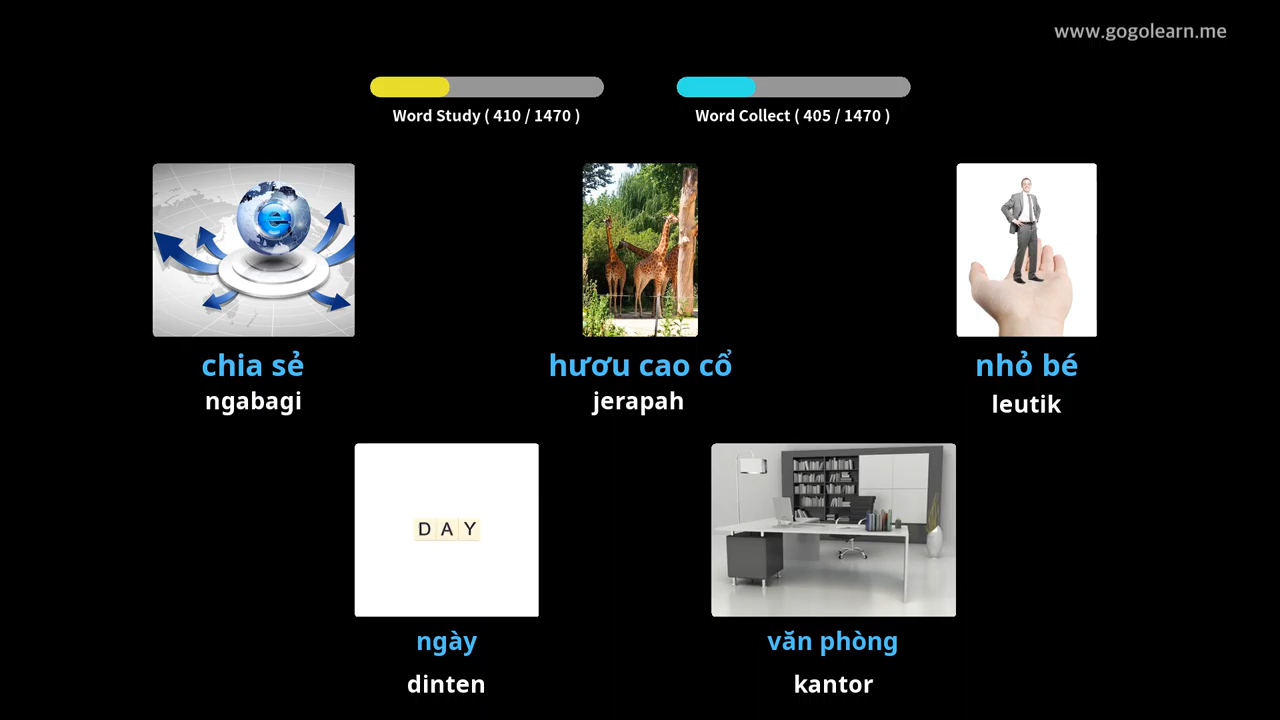 www.gogolearn.me
Word Study ( 410 / 1470 )
Word Collect ( 405 / 1470 )
e
chia sẻ
ngabagi
hươu cao cổ
jerapah
nhỏ bé
leutik
DAY
ngày
dinten
văn phòng
kantor